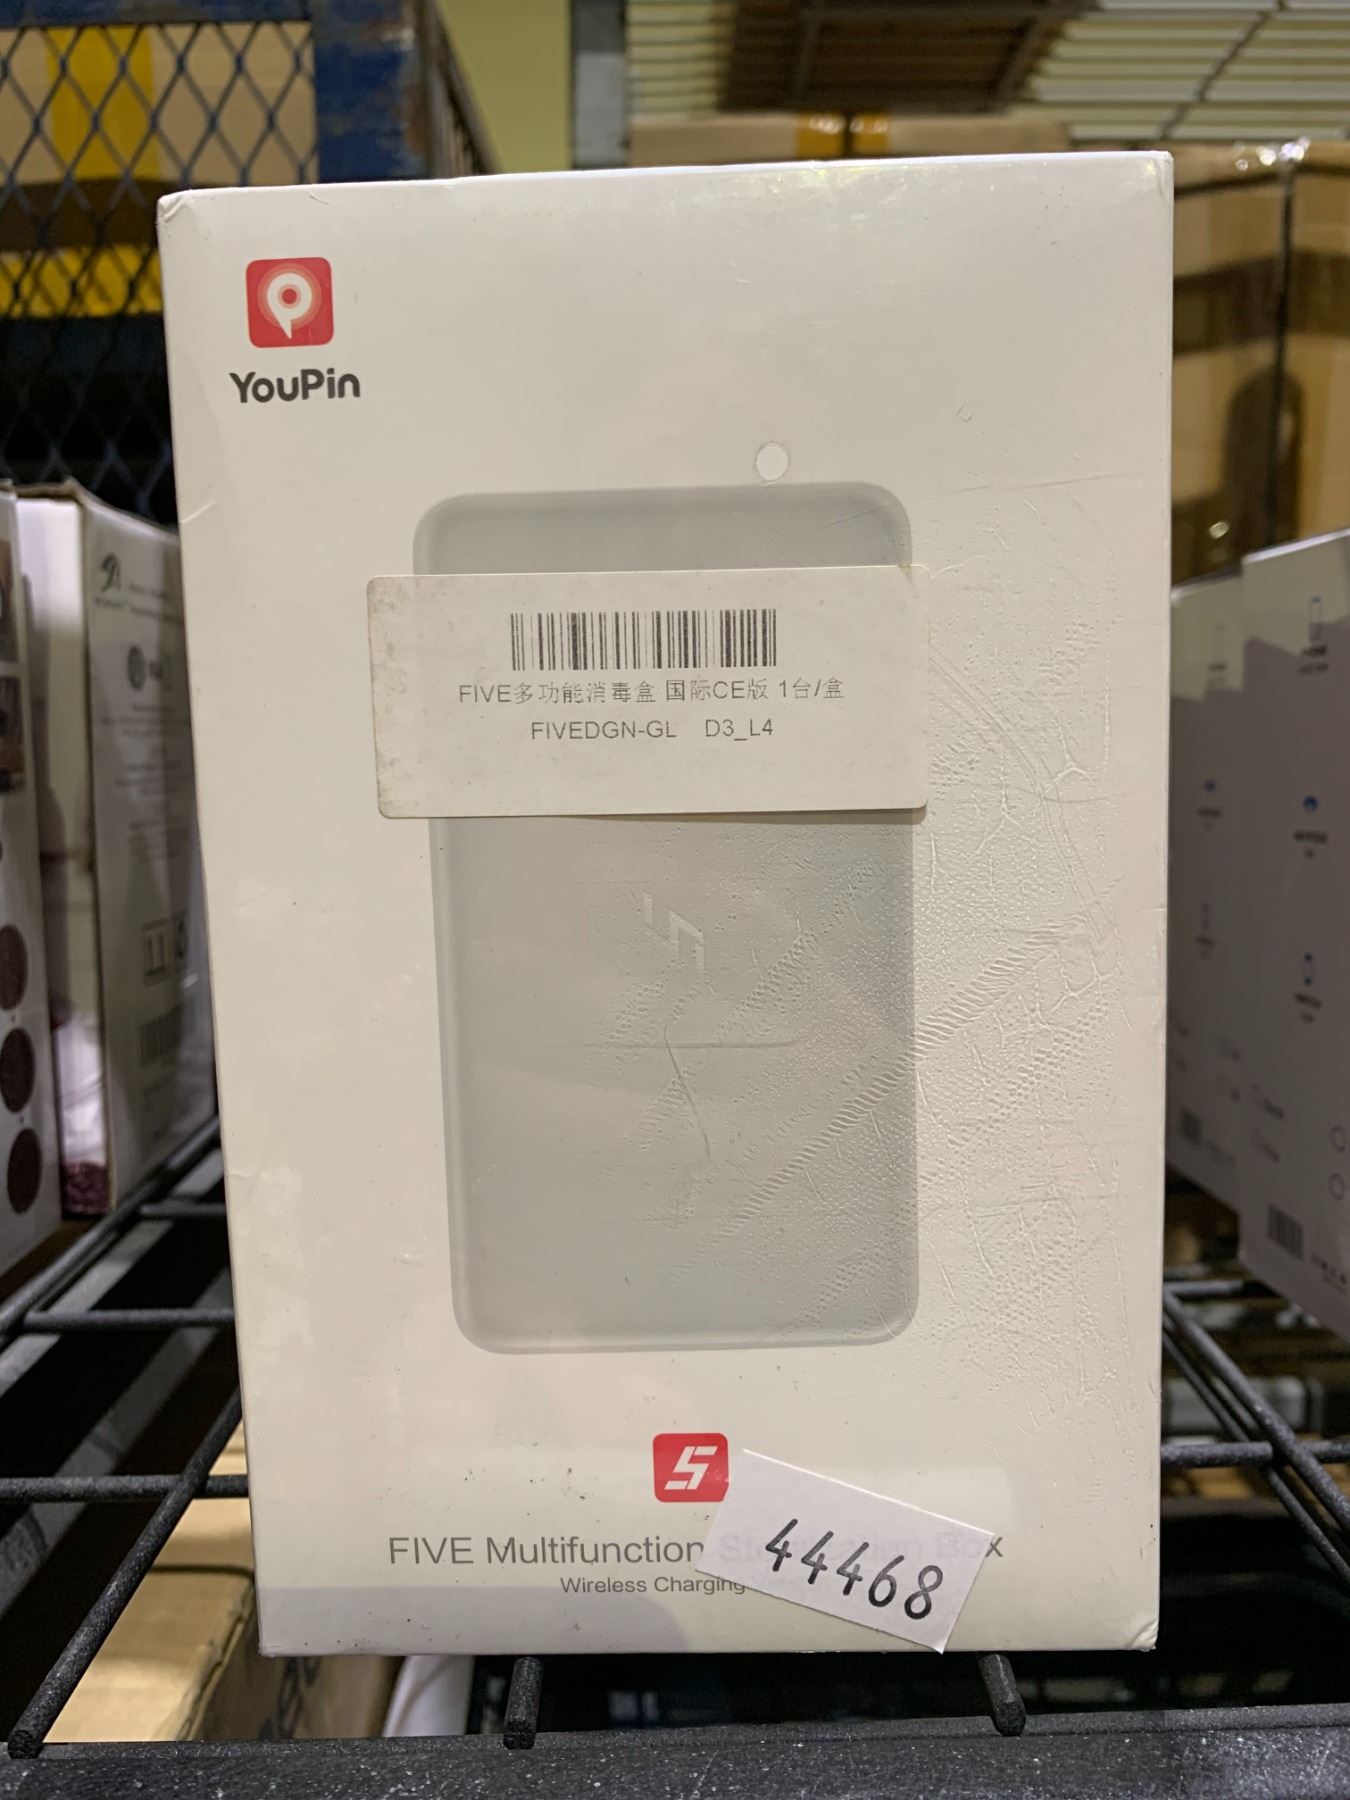 YouPin
FIVE多功能消毒盒 国际CE版 1台/盒
FIVEDGN-GL D3_L4
FIVE Multifunction Box
Wireless Charging
44468